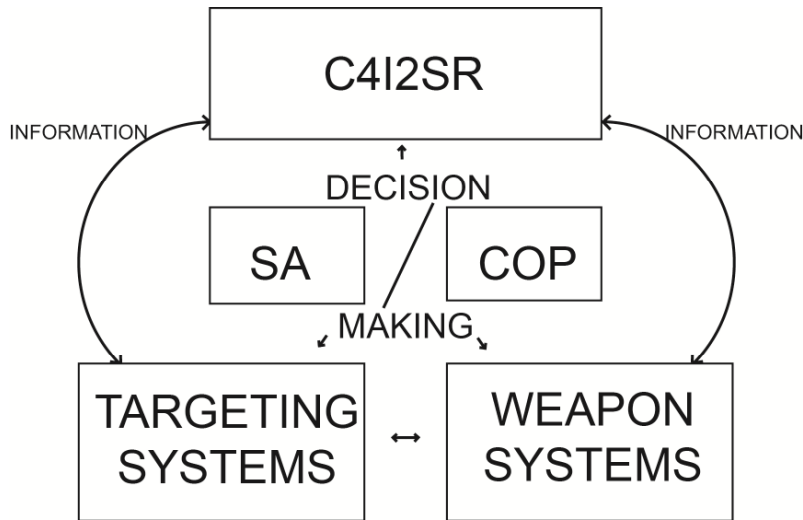 C4I2SR
INFORMATION
INFORMATION
DECISION
SA
COP
MAKING
TARGETING
SYSTEMS
WEAPON
SYSTEMS